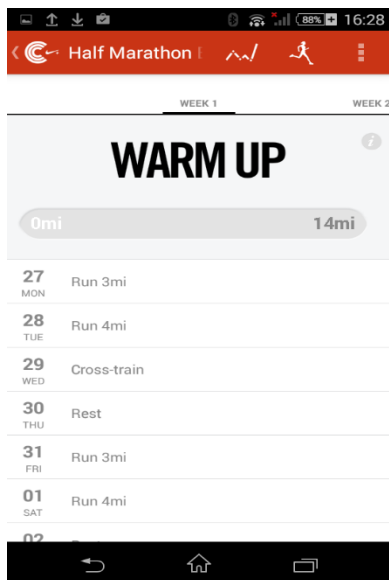 88% 16:28
Half Marathon
WEEK 1 WEEK 2
WARM UP
0mi 14mi
27 Run 3mi
MON
28 Run 4mi
TUE
29 Cross-train
WED
30 Rest
THU
31 Run 3mi
FRI
01 Run 4mi
SAT
02